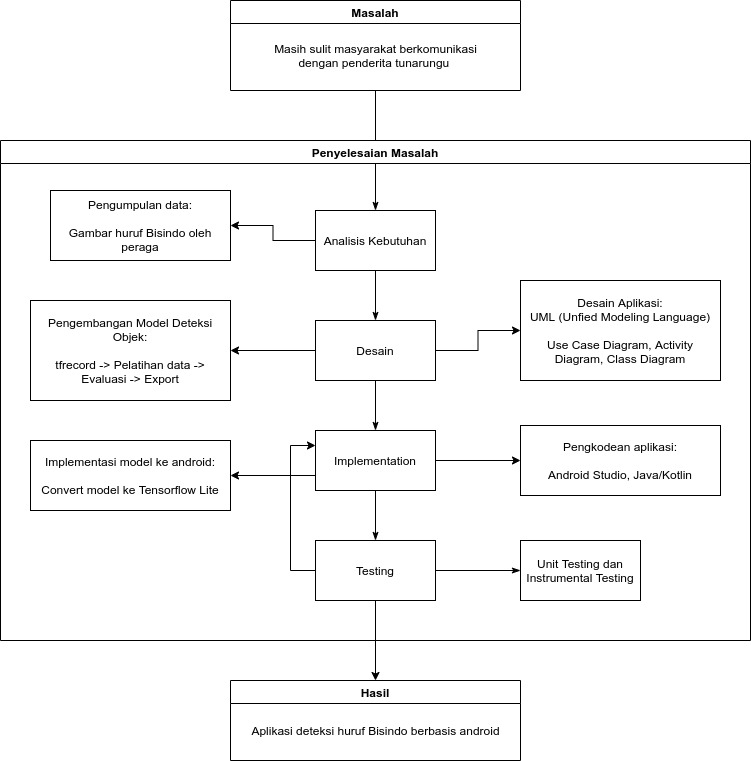 Masalah
Masih sulit masyarakat berkomunikasi
dengan penderita tunarungu
Penyelesaian Masalah
Pengumpulan data:
Gambar huruf Bisindo oleh
peraga
Analisis Kebutuhan
Pengembangan Model Deteksi
Objek:
tfrecord -> Pelatihan data ->
Evaluasi -> Export
Desain
Desain Aplikasi:
UML (Unfied Modeling Language)
Use Case Diagram, Activity
Diagram, Class Diagram
Implementasi model ke android:
Convert model ke Tensorflow Lite
Implementation
Pengkodean aplikasi:
Android Studio, Java/Kotlin
Testing
Unit Testing dan
Instrumental Testing
Hasil
Aplikasi deteksi huruf Bisindo berbasis android